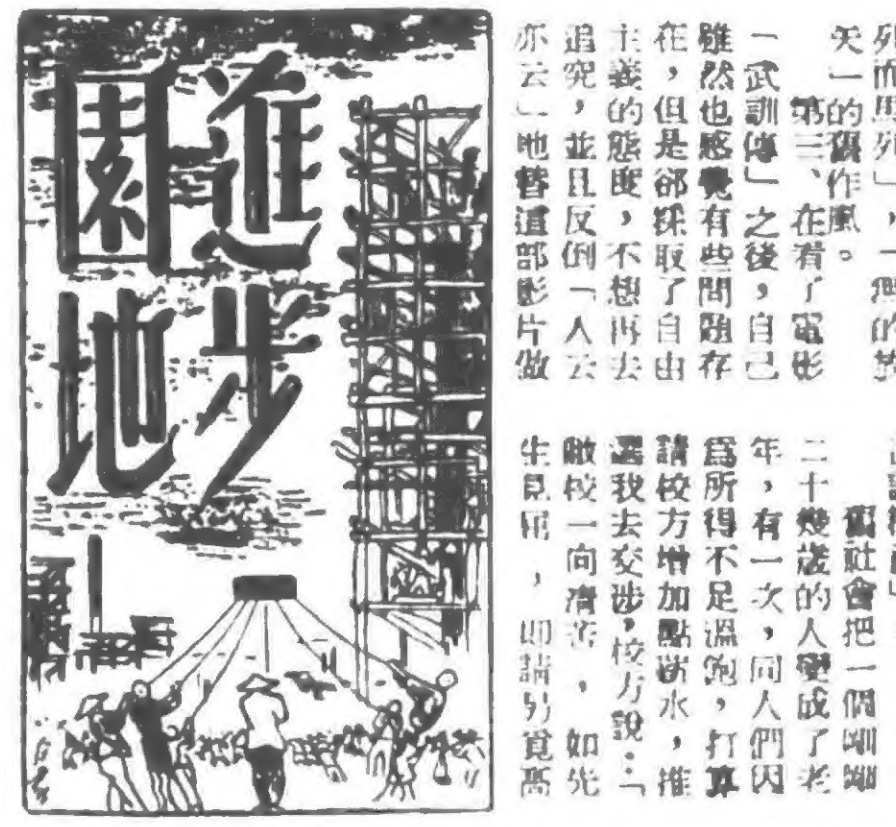 列而馬列」，一
矢」的舊作風。
第三、在看了電影
「武訓傳」之後，自己
雖然也感覺有些問題存
在，但是卻採取了自由
主義的態度，不想再去
追究，並且反倒「人云
亦云」地替這部影片做
進步
園地
舊社會把一個剛剛
二十幾歲的人變成了老
年，有一次，同人們因
爲所得不足溫飽，打算
請校方增加點薪水，推
選我去交涉，校方說：「
敝校一向清苦，如先
生見屈，即請另覓高